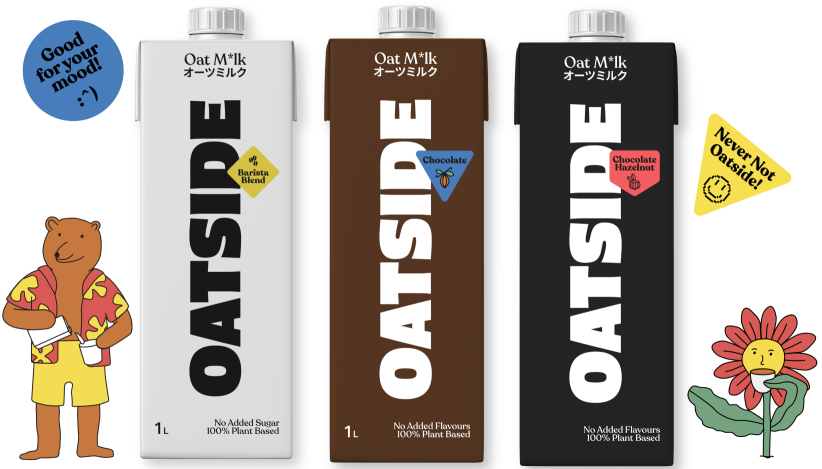 Good
for your
mood!
:^)
Oat M*lk
オーツミルク
OATSIDE
Barista
Blend
1L
No Added Sugar
100% Plant Based
Oat M*lk
オーツミルク
OATSIDE
Chocolate
1L
No Added Flavours
100% Plant Based
Oat M*lk
オーツミルク
OATSIDE
Chocolate
Hazelnut
No Added Flavours
100% Plant Based
Never Not
Oatside!